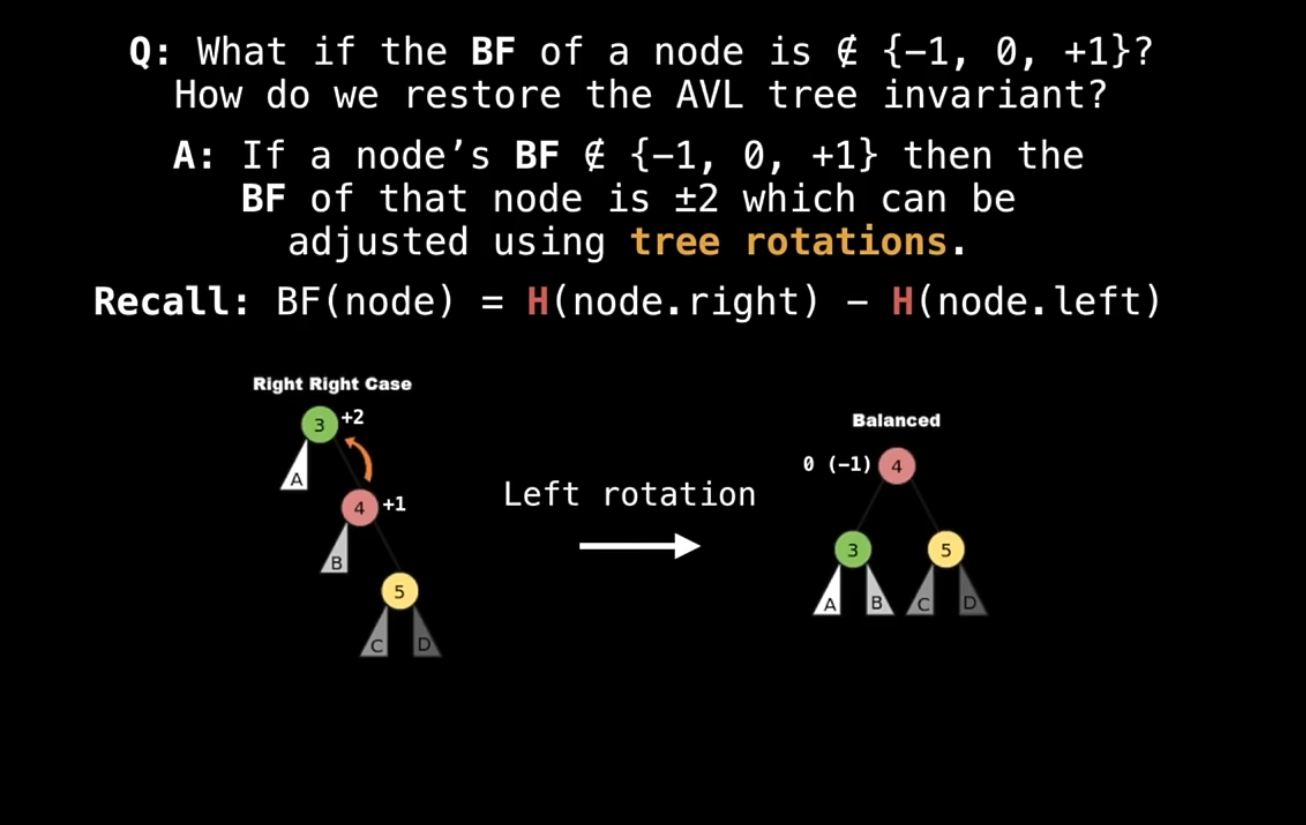 Q: What if the BF of a node is ∉ {−1, 0, +1}?
How do we restore the AVL tree invariant?
A: If a node’s BF ∉ {−1, 0, +1} then the
BF of that node is ±2 which can be
adjusted using tree rotations.
Recall: BF(node) = H(node.right) − H(node.left)
Right Right Case
3 +2
A
4 +1
B
5
C D
Left rotation
Balanced
0 (−1) 4
3 5
A B C D